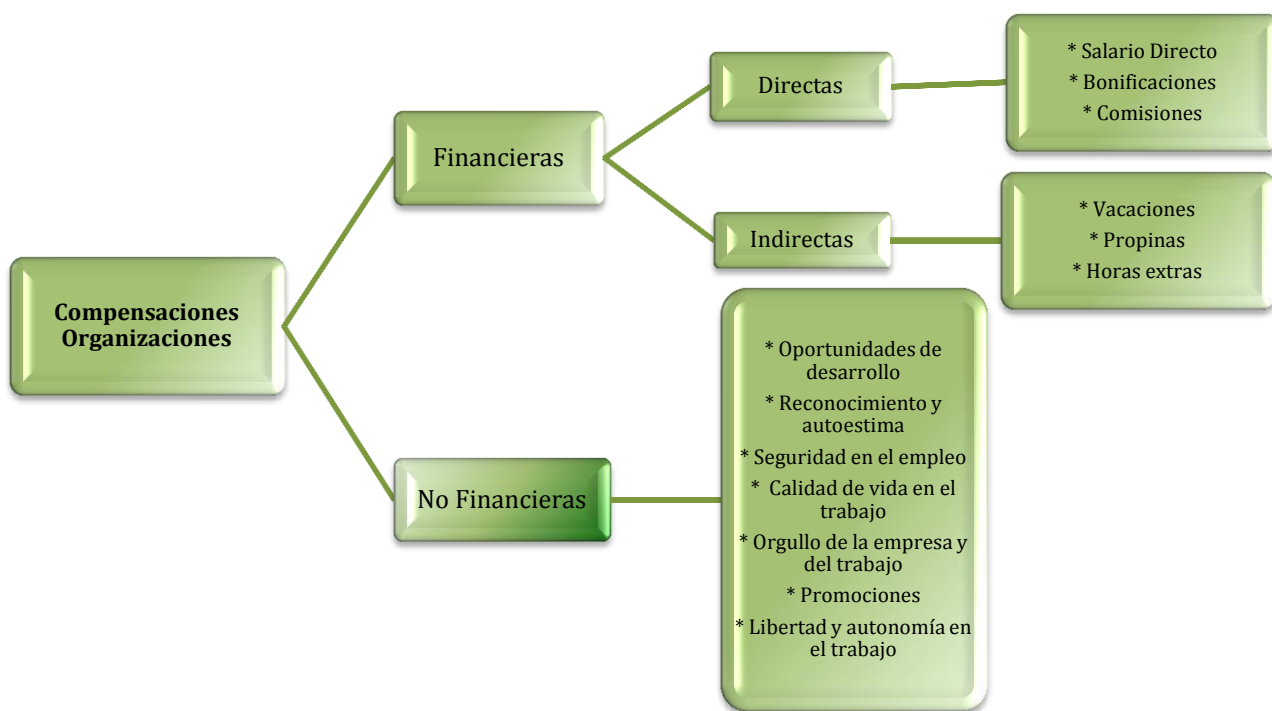 Compensaciones
Organizaciones
Financieras
Directas
* Salario Directo
* Bonificaciones
* Comisiones
Indirectas
* Vacaciones
* Propinas
* Horas extras
No Financieras
* Oportunidades de
desarrollo
* Reconocimiento y
autoestima
* Seguridad en el empleo
* Calidad de vida en el
trabajo
* Orgullo de la empresa y
del trabajo
* Promociones
* Libertad y autonomía en
el trabajo